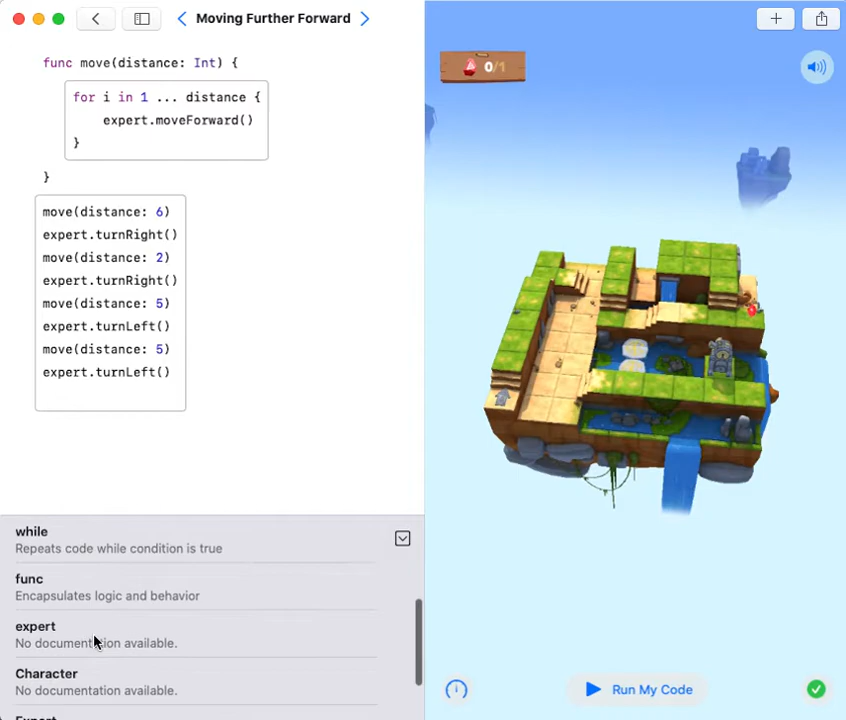 Moving Further Forward
func move(distance: Int) {
for i in 1 ... distance {
expert.moveForward()
}
}
move(distance: 6)
expert.turnRight()
move(distance: 2)
expert.turnRight()
move(distance: 5)
expert.turnLeft()
move(distance: 5)
expert.turnLeft()
while
Repeats code while condition is true
func
Encapsulates logic and behavior
expert
No documentation available.
Character
No documentation available.
Expert
0/1
Run My Code